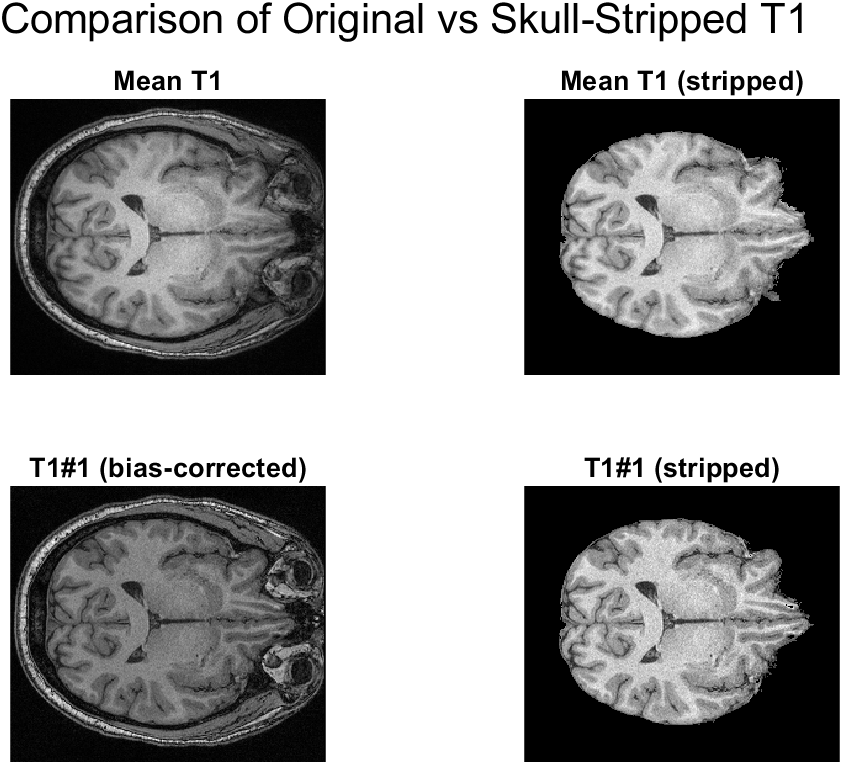 Comparison of Original vs Skull-Stripped T1
Mean T1
Mean T1 (stripped)
T1#1 (bias-corrected)
T1#1 (stripped)